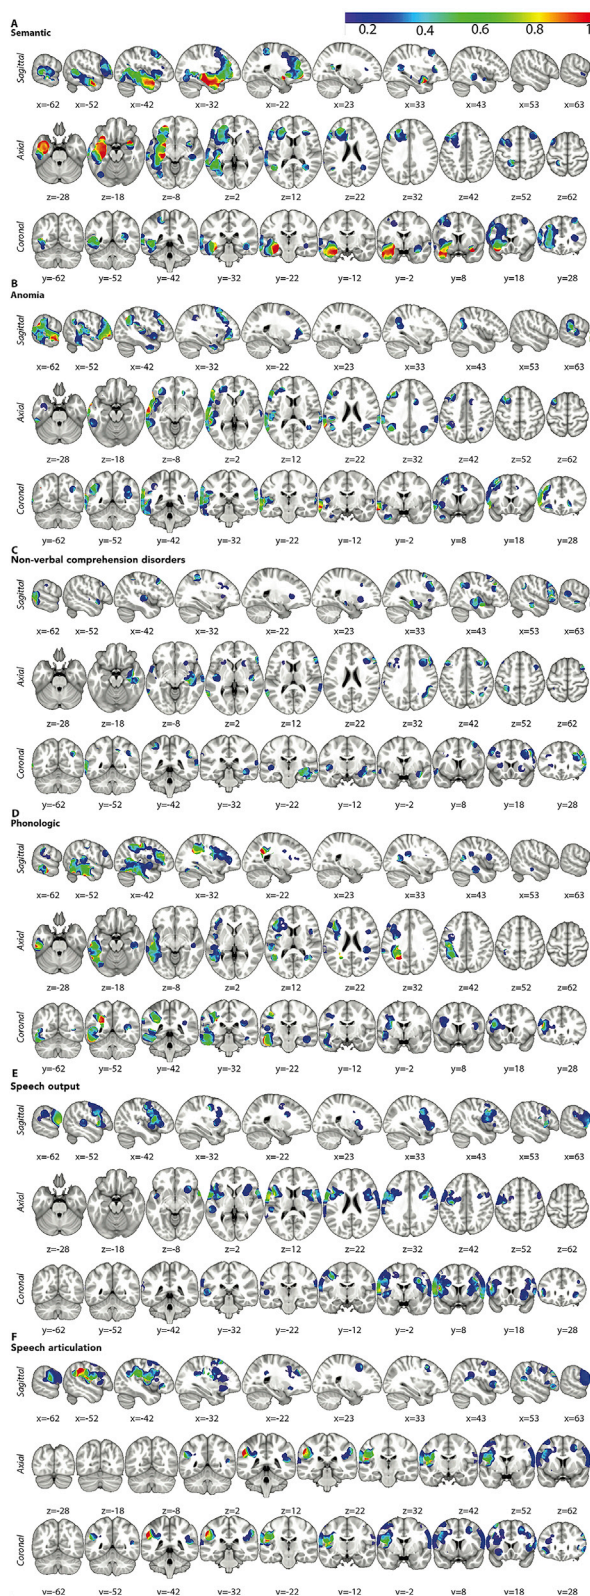 A
Semantic
0.2 0.4 0.6 0.8 1
Sagittal
x=-62 x=-52 x=-42 x=-32 x=-22 x=23 x=33 x=43 x=53 x=63
Axial
z=-28 z=-18 z=-8 z=2 z=12 z=22 z=32 z=42 z=52 z=62
Coronal
y=-62 y=-52 y=-42 y=-32 y=-22 y=-12 y=-2 y=8 y=18 y=28
B
Anomia
Sagittal
x=-62 x=-52 x=-42 x=-32 x=-22 x=23 x=33 x=43 x=53 x=63
Axial
z=-28 z=-18 z=-8 z=2 z=12 z=22 z=32 z=42 z=52 z=62
Coronal
y=-62 y=-52 y=-42 y=-32 y=-22 y=-12 y=-2 y=8 y=18 y=28
C
Non-verbal comprehension disorders
Sagittal
x=-62 x=-52 x=-42 x=-32 x=-22 x=23 x=33 x=43 x=53 x=63
Axial
z=-28 z=-18 z=-8 z=2 z=12 z=22 z=32 z=42 z=52 z=62
Coronal
y=-62 y=-52 y=-42 y=-32 y=-22 y=-12 y=-2 y=8 y=18 y=28
D
Phonologic
Sagittal
x=-62 x=-52 x=-42 x=-32 x=-22 x=23 x=33 x=43 x=53 x=63
Axial
z=-28 z=-18 z=-8 z=2 z=12 z=22 z=32 z=42 z=52 z=62
Coronal
y=-62 y=-52 y=-42 y=-32 y=-22 y=-12 y=-2 y=8 y=18 y=28
E
Speech output
Sagittal
x=-62 x=-52 x=-42 x=-32 x=-22 x=23 x=33 x=43 x=53 x=63
Axial
z=-28 z=-18 z=-8 z=2 z=12 z=22 z=32 z=42 z=52 z=62
Coronal
y=-62 y=-52 y=-42 y=-32 y=-22 y=-12 y=-2 y=8 y=18 y=28
F
Speech articulation
Sagittal
x=-62 x=-52 x=-42 x=-32 x=-22 x=23 x=33 x=43 x=53 x=63
Axial
z=-28 z=-18 z=-8 z=2 z=12 z=22 z=32 z=42 z=52 z=62
Coronal
y=-62 y=-52 y=-42 y=-32 y=-22 y=-12 y=-2 y=8 y=18 y=28